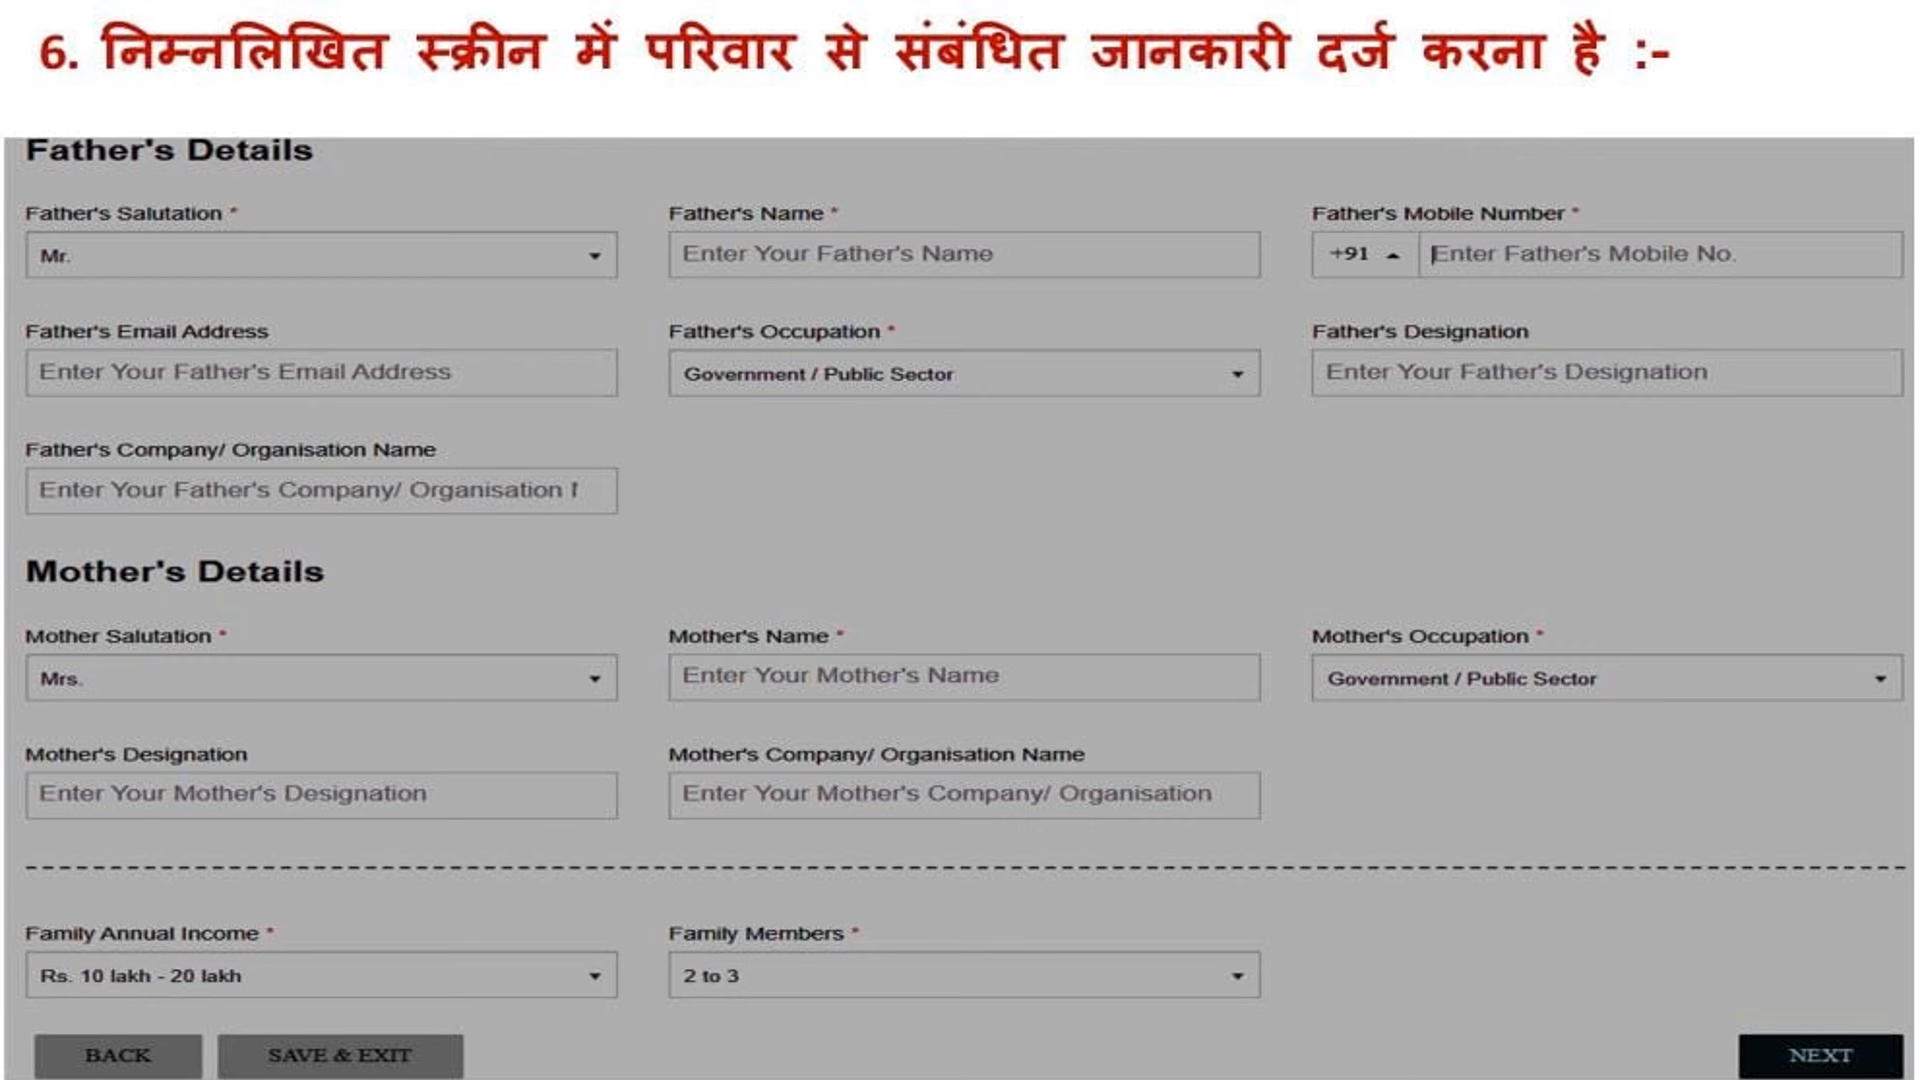 6. निम्नलिखित स्क्रीन में परिवार से संबंधित जानकारी दर्ज करना है :-
Father's Details
Father's Salutation * Father's Name * Father's Mobile Number *
Mr. Enter Your Father's Name +91 Enter Father's Mobile No.
Father's Email Address Father's Occupation * Father's Designation
Enter Your Father's Email Address Government / Public Sector Enter Your Father's Designation
Father's Company/ Organisation Name
Enter Your Father's Company/ Organisation
Mother's Details
Mother Salutation * Mother's Name * Mother's Occupation *
Mrs. Enter Your Mother's Name Government / Public Sector
Mother's Designation Mother's Company/ Organisation Name
Enter Your Mother's Designation Enter Your Mother's Company/ Organisation
Family Annual Income * Family Members *
Rs. 10 lakh - 20 lakh 2 to 3
BACK SAVE & EXIT NEXT